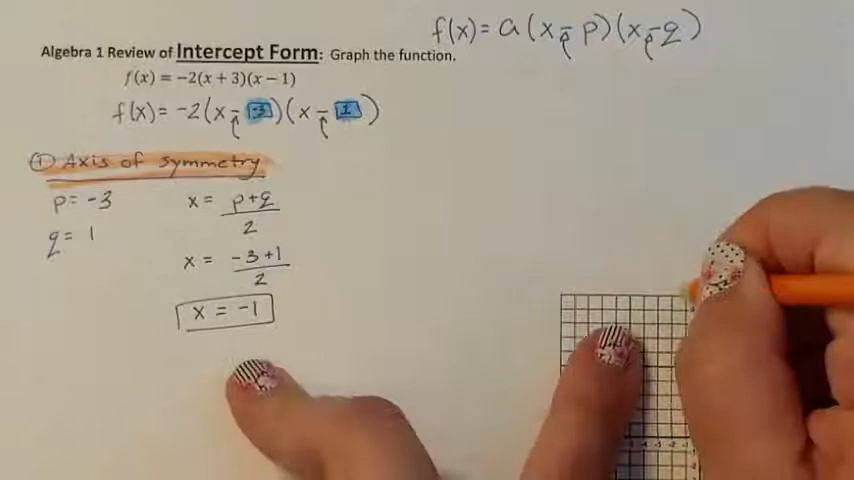 f(x) = a(x - p)(x - q)
Algebra 1 Review of Intercept Form: Graph the function.
f(x) = −2(x + 3)(x − 1)
f(x) = -2(x - -3)(x - 1)
① Axis of symmetry
p = -3
x = p+q / 2
q = 1
x = -3+1 / 2
x = -1